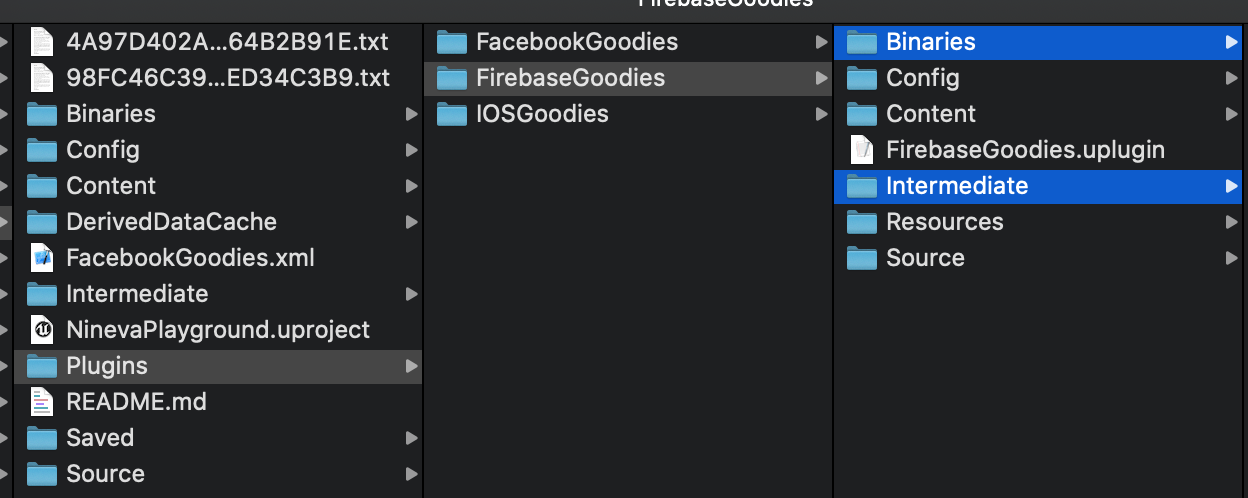 FirebaseGoodies
4A97D402A...64B2B91E.txt
98FC46C39...ED34C3B9.txt
Binaries
Config
Content
DerivedDataCache
FacebookGoodies.xml
Intermediate
NinevaPlayground.uproject
Plugins
README.md
Saved
Source
FacebookGoodies
FirebaseGoodies
IOSGoodies
Binaries
Config
Content
FirebaseGoodies.uplugin
Intermediate
Resources
Source